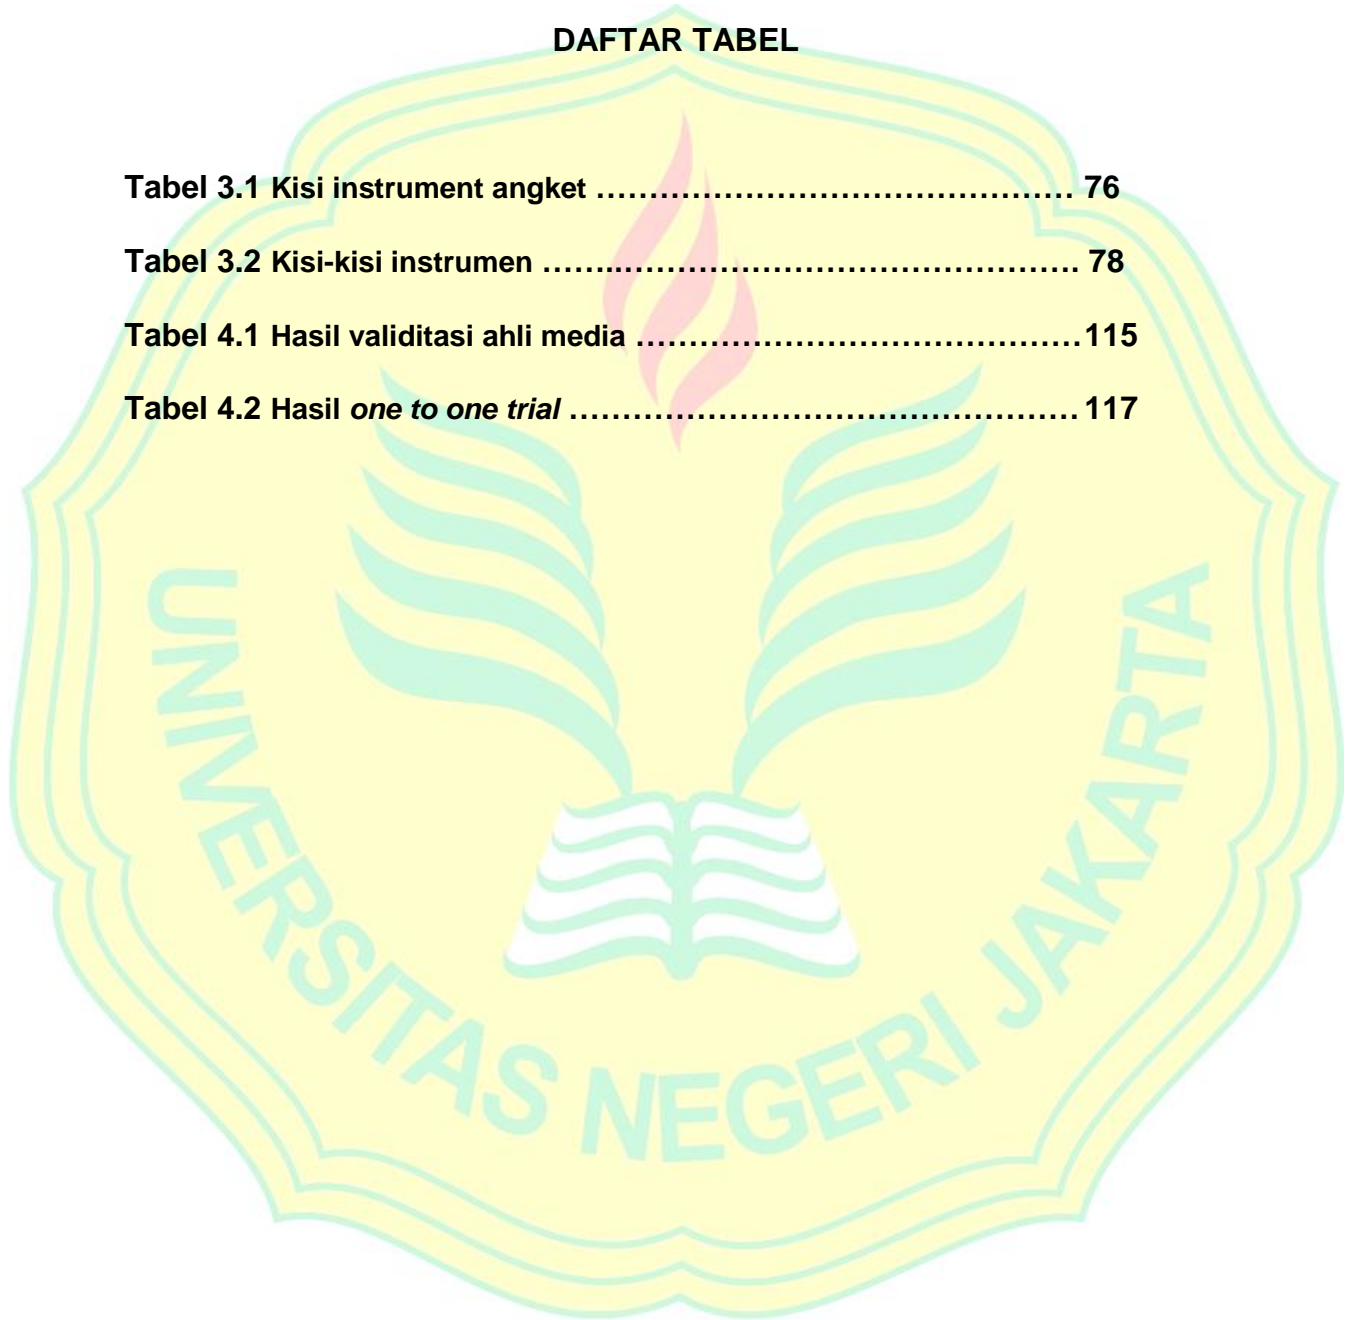 DAFTAR TABEL
Tabel 3.1 Kisi instrument angket ……………………………………… 76
Tabel 3.2 Kisi-kisi instrumen ……..……………………………………. 78
Tabel 4.1 Hasil validitasi ahli media ……………………………………115
Tabel 4.2 Hasil one to one trial ………………………………………… 117
UNIVERSITAS NEGERI JAKARTA